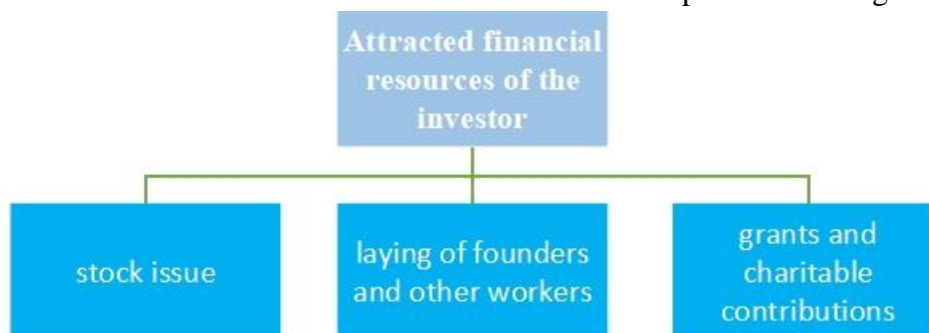 Attracted financial
resources of the
investor
stock issue
laying of founders
and other workers
grants and
charitable
contributions